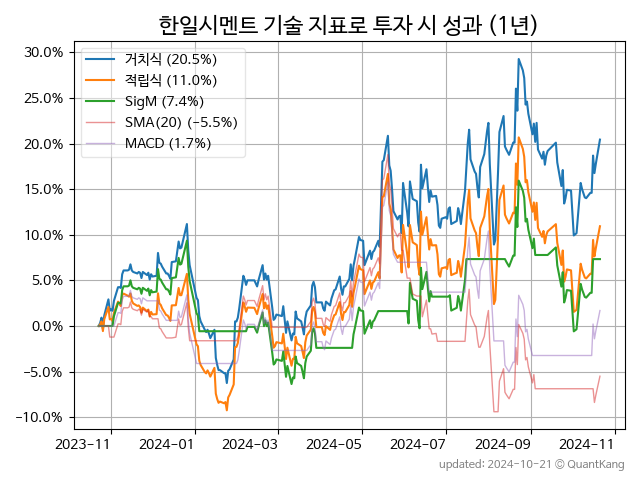 한일시멘트 기술 지표로 투자 시 성과 (1년)
30.0%
25.0%
20.0%
15.0%
10.0%
5.0%
0.0%
−5.0%
−10.0%
거치식 (20.5%)
적립식 (11.0%)
SigM (7.4%)
SMA(20) (-5.5%)
MACD (1.7%)
2023-11 2024-01 2024-03 2024-05 2024-07 2024-09 2024-11
updated: 2024-10-21 © QuantKang